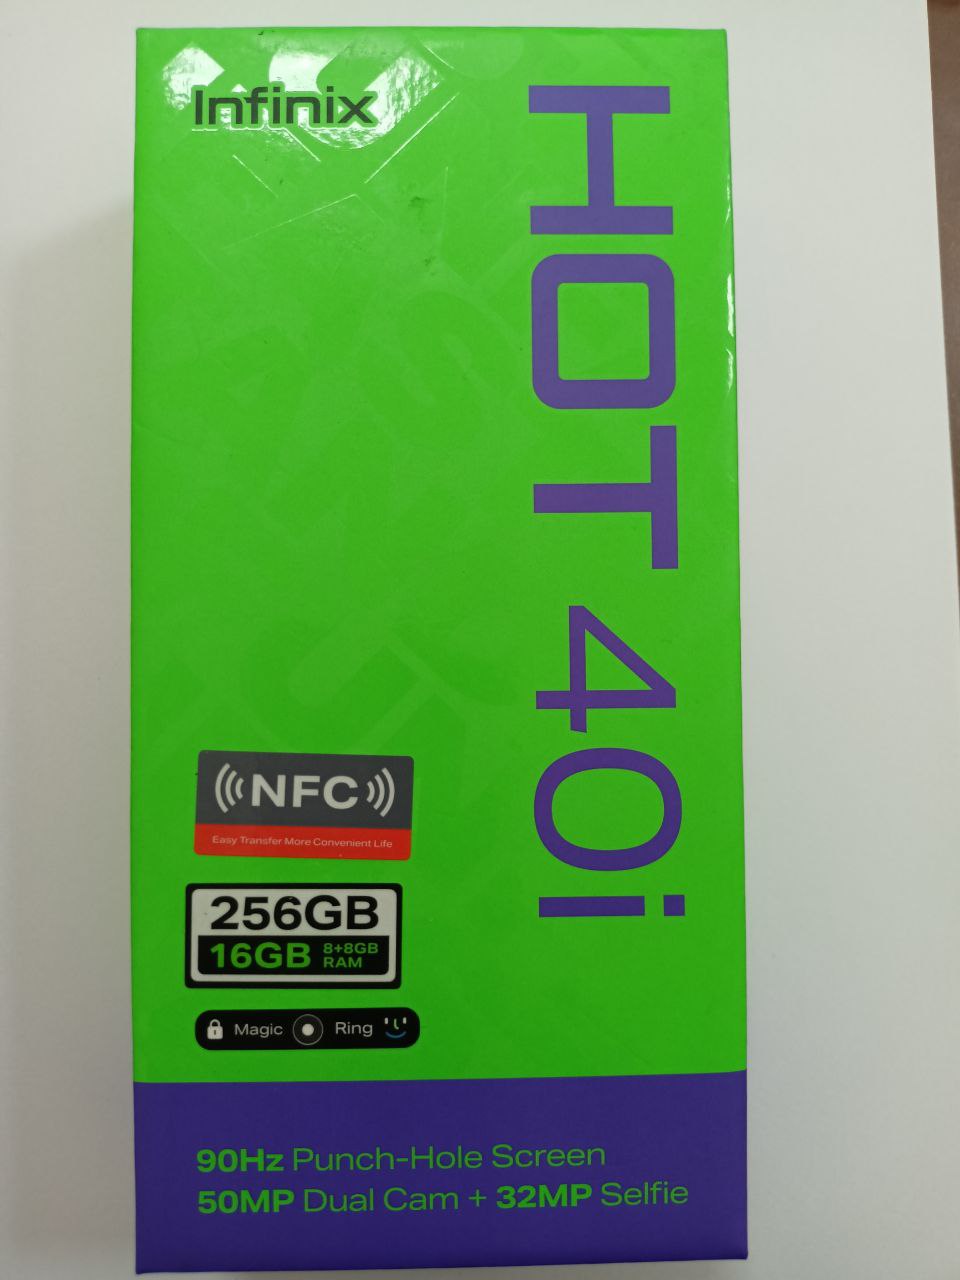 Infinix
HOT 40i
NFC
Easy Transfer More Convenient Life
256GB
16GB 8+8GB
RAM
Magic Ring
90Hz Punch-Hole Screen
50MP Dual Cam + 32MP Selfie